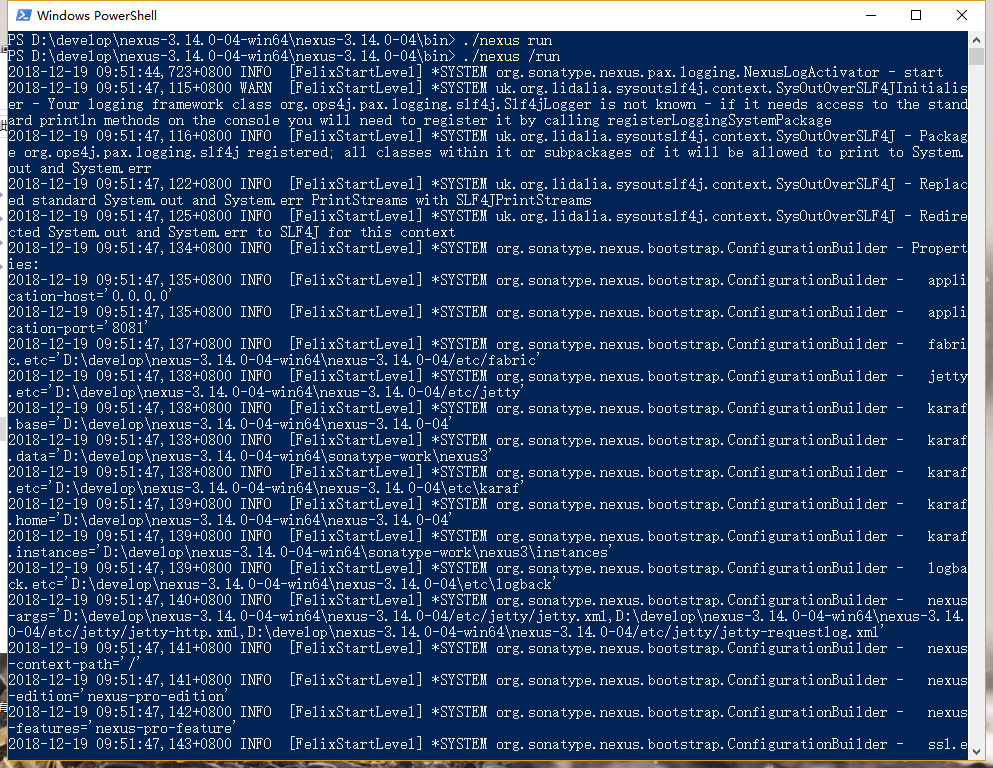 Windows PowerShell
PS D:\develop\nexus-3.14.0-04-win64\nexus-3.14.0-04\bin> ./nexus run
PS D:\develop\nexus-3.14.0-04-win64\nexus-3.14.0-04\bin> ./nexus /run
2018-12-19 09:51:44,723+0800 INFO  [FelixStartLevel] *SYSTEM org.sonatype.nexus.pax.logging.NexusLogActivator - start
2018-12-19 09:51:47,115+0800 WARN  [FelixStartLevel] *SYSTEM uk.org.lidalia.sysoutslf4j.context.SysOutOverSLF4JInitialis
er - Your logging framework class org.ops4j.pax.logging.slf4j.Slf4jLogger is not known - if it needs access to the stand
ard println methods on the console you will need to register it by calling registerLoggingSystemPackage
2018-12-19 09:51:47,116+0800 INFO  [FelixStartLevel] *SYSTEM uk.org.lidalia.sysoutslf4j.context.SysOutOverSLF4J - Packag
e org.ops4j.pax.logging.slf4j registered; all classes within it or subpackages of it will be allowed to print to System.
out and System.err
2018-12-19 09:51:47,122+0800 INFO  [FelixStartLevel] *SYSTEM uk.org.lidalia.sysoutslf4j.context.SysOutOverSLF4J - Replac
ed standard System.out and System.err PrintStreams with SLF4JPrintStreams
2018-12-19 09:51:47,125+0800 INFO  [FelixStartLevel] *SYSTEM uk.org.lidalia.sysoutslf4j.context.SysOutOverSLF4J - Redire
cted System.out and System.err to SLF4J for this context
2018-12-19 09:51:47,134+0800 INFO  [FelixStartLevel] *SYSTEM org.sonatype.nexus.bootstrap.ConfigurationBuilder - Propert
ies:
2018-12-19 09:51:47,135+0800 INFO  [FelixStartLevel] *SYSTEM org.sonatype.nexus.bootstrap.ConfigurationBuilder -   appli
cation-host='0.0.0.0'
2018-12-19 09:51:47,135+0800 INFO  [FelixStartLevel] *SYSTEM org.sonatype.nexus.bootstrap.ConfigurationBuilder -   appli
cation-port='8081'
2018-12-19 09:51:47,137+0800 INFO  [FelixStartLevel] *SYSTEM org.sonatype.nexus.bootstrap.ConfigurationBuilder -   fabri
c.etc='D:\develop\nexus-3.14.0-04-win64\nexus-3.14.0-04/etc/fabric'
2018-12-19 09:51:47,138+0800 INFO  [FelixStartLevel] *SYSTEM org.sonatype.nexus.bootstrap.ConfigurationBuilder -   jetty
.etc='D:\develop\nexus-3.14.0-04-win64\nexus-3.14.0-04/etc/jetty'
2018-12-19 09:51:47,138+0800 INFO  [FelixStartLevel] *SYSTEM org.sonatype.nexus.bootstrap.ConfigurationBuilder -   karaf
.base='D:\develop\nexus-3.14.0-04-win64\nexus-3.14.0-04'
2018-12-19 09:51:47,138+0800 INFO  [FelixStartLevel] *SYSTEM org.sonatype.nexus.bootstrap.ConfigurationBuilder -   karaf
.data='D:\develop\nexus-3.14.0-04-win64\sonatype-work\nexus3'
2018-12-19 09:51:47,138+0800 INFO  [FelixStartLevel] *SYSTEM org.sonatype.nexus.bootstrap.ConfigurationBuilder -   karaf
.etc='D:\develop\nexus-3.14.0-04-win64\nexus-3.14.0-04\etc\karaf'
2018-12-19 09:51:47,139+0800 INFO  [FelixStartLevel] *SYSTEM org.sonatype.nexus.bootstrap.ConfigurationBuilder -   karaf
.home='D:\develop\nexus-3.14.0-04-win64\nexus-3.14.0-04'
2018-12-19 09:51:47,139+0800 INFO  [FelixStartLevel] *SYSTEM org.sonatype.nexus.bootstrap.ConfigurationBuilder -   karaf
.instances='D:\develop\nexus-3.14.0-04-win64\sonatype-work\nexus3\instances'
2018-12-19 09:51:47,139+0800 INFO  [FelixStartLevel] *SYSTEM org.sonatype.nexus.bootstrap.ConfigurationBuilder -   logba
ck.etc='D:\develop\nexus-3.14.0-04-win64\nexus-3.14.0-04\etc\logback'
2018-12-19 09:51:47,140+0800 INFO  [FelixStartLevel] *SYSTEM org.sonatype.nexus.bootstrap.ConfigurationBuilder -   nexus
-args='D:\develop\nexus-3.14.0-04-win64\nexus-3.14.0-04/etc/jetty/jetty.xml,D:\develop\nexus-3.14.0-04-win64\nexus-3.14.
0-04/etc/jetty/jetty-http.xml,D:\develop\nexus-3.14.0-04-win64\nexus-3.14.0-04/etc/jetty/jetty-requestlog.xml'
2018-12-19 09:51:47,141+0800 INFO  [FelixStartLevel] *SYSTEM org.sonatype.nexus.bootstrap.ConfigurationBuilder -   nexus
-context-path='/'
2018-12-19 09:51:47,141+0800 INFO  [FelixStartLevel] *SYSTEM org.sonatype.nexus.bootstrap.ConfigurationBuilder -   nexus
-edition='nexus-pro-edition'
2018-12-19 09:51:47,142+0800 INFO  [FelixStartLevel] *SYSTEM org.sonatype.nexus.bootstrap.ConfigurationBuilder -   nexus
-features='nexus-pro-feature'
2018-12-19 09:51:47,143+0800 INFO  [FelixStartLevel] *SYSTEM org.sonatype.nexus.bootstrap.ConfigurationBuilder -   ssl.e